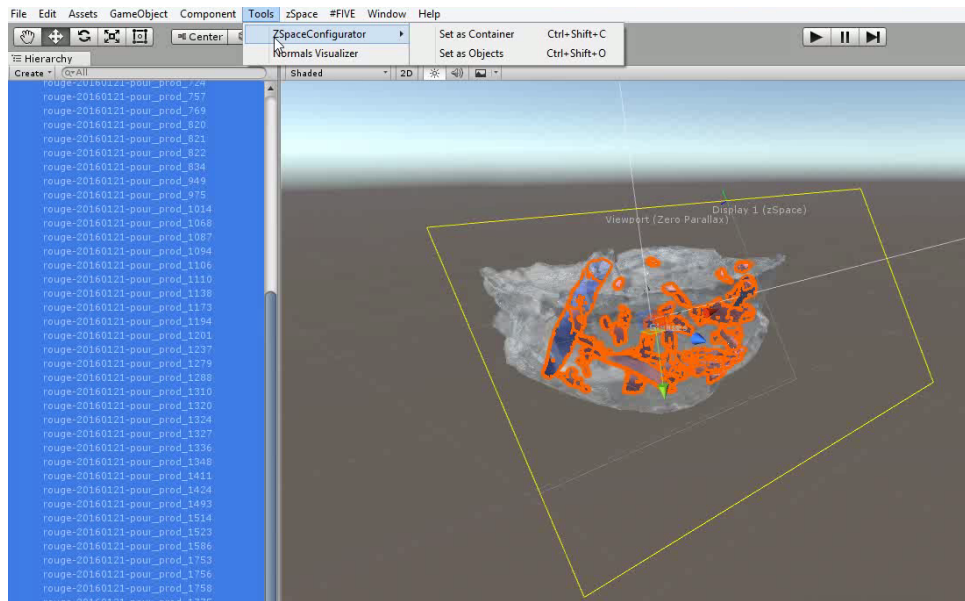 File Edit Assets GameObject Component Tools zSpace #FIVE Window Help
Center
ZSpaceConfigurator
Set as Container Ctrl+Shift+C
Normals Visualizer
Set as Objects Ctrl+Shift+O
Hierarchy
Create All
Shaded 2D
rouge-20160121-pour_prod_724
rouge-20160121-pour_prod_757
rouge-20160121-pour_prod_769
rouge-20160121-pour_prod_820
rouge-20160121-pour_prod_821
rouge-20160121-pour_prod_822
rouge-20160121-pour_prod_834
rouge-20160121-pour_prod_949
rouge-20160121-pour_prod_975
rouge-20160121-pour_prod_1014
rouge-20160121-pour_prod_1068
rouge-20160121-pour_prod_1087
rouge-20160121-pour_prod_1094
rouge-20160121-pour_prod_1106
rouge-20160121-pour_prod_1110
rouge-20160121-pour_prod_1138
rouge-20160121-pour_prod_1173
rouge-20160121-pour_prod_1194
rouge-20160121-pour_prod_1201
rouge-20160121-pour_prod_1237
rouge-20160121-pour_prod_1279
rouge-20160121-pour_prod_1288
rouge-20160121-pour_prod_1310
rouge-20160121-pour_prod_1320
rouge-20160121-pour_prod_1324
rouge-20160121-pour_prod_1327
rouge-20160121-pour_prod_1336
rouge-20160121-pour_prod_1348
rouge-20160121-pour_prod_1411
rouge-20160121-pour_prod_1424
rouge-20160121-pour_prod_1493
rouge-20160121-pour_prod_1514
rouge-20160121-pour_prod_1523
rouge-20160121-pour_prod_1586
rouge-20160121-pour_prod_1753
rouge-20160121-pour_prod_1756
rouge-20160121-pour_prod_1758
Display 1 (zSpace)
Viewport (Zero Parallax)